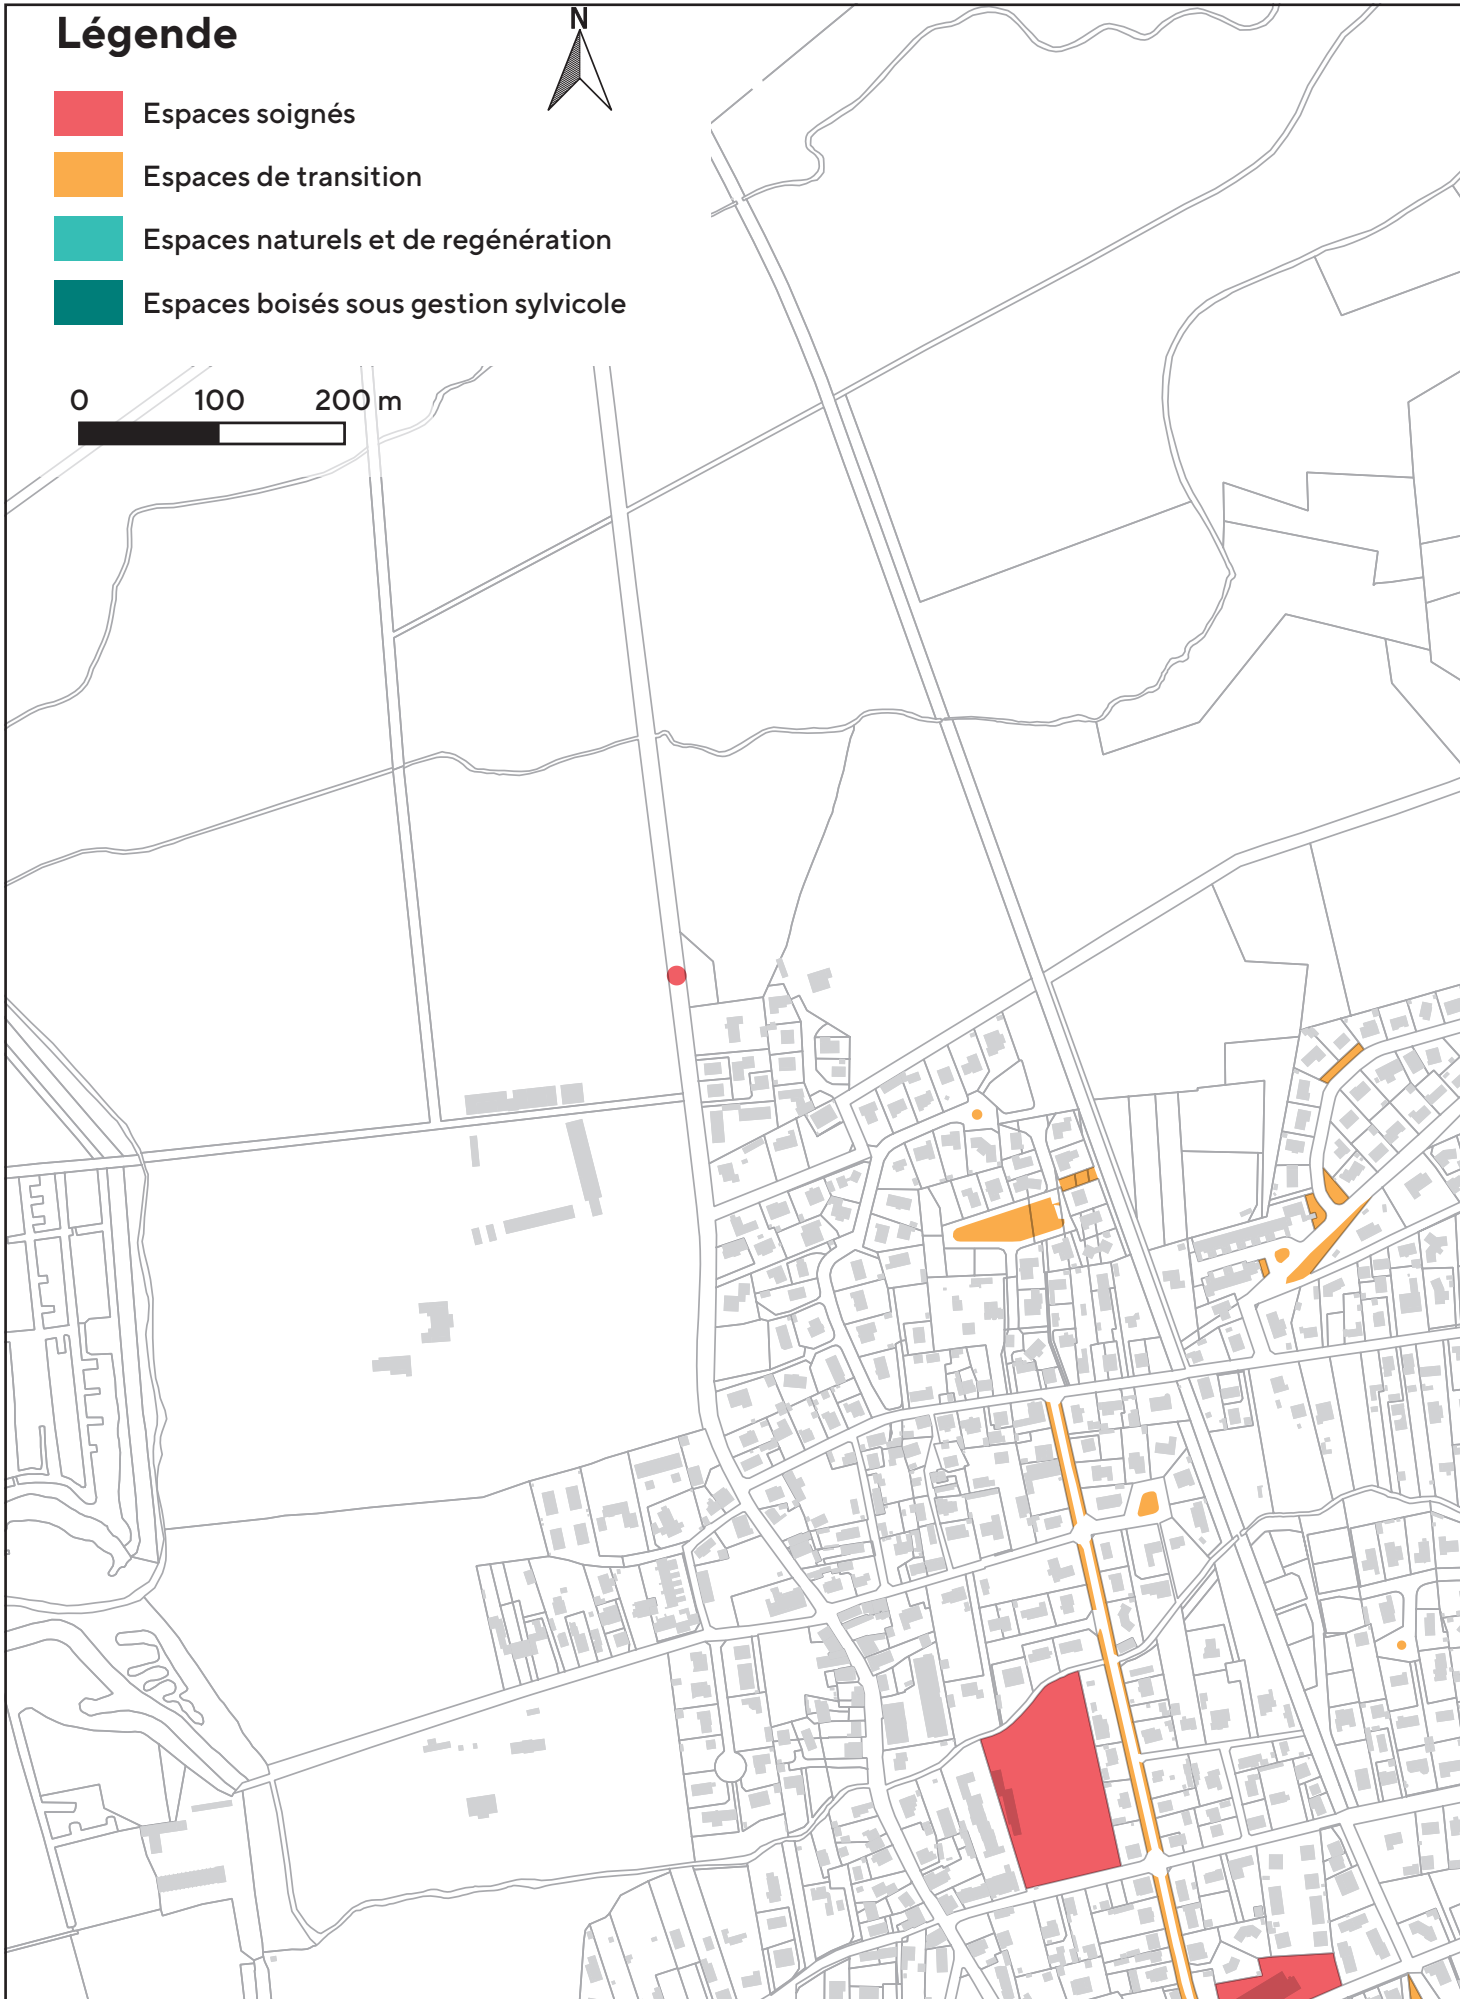 Légende
N
Espaces soignés
Espaces de transition
Espaces naturels et de regénération
Espaces boisés sous gestion sylvicole
0 100 200 m